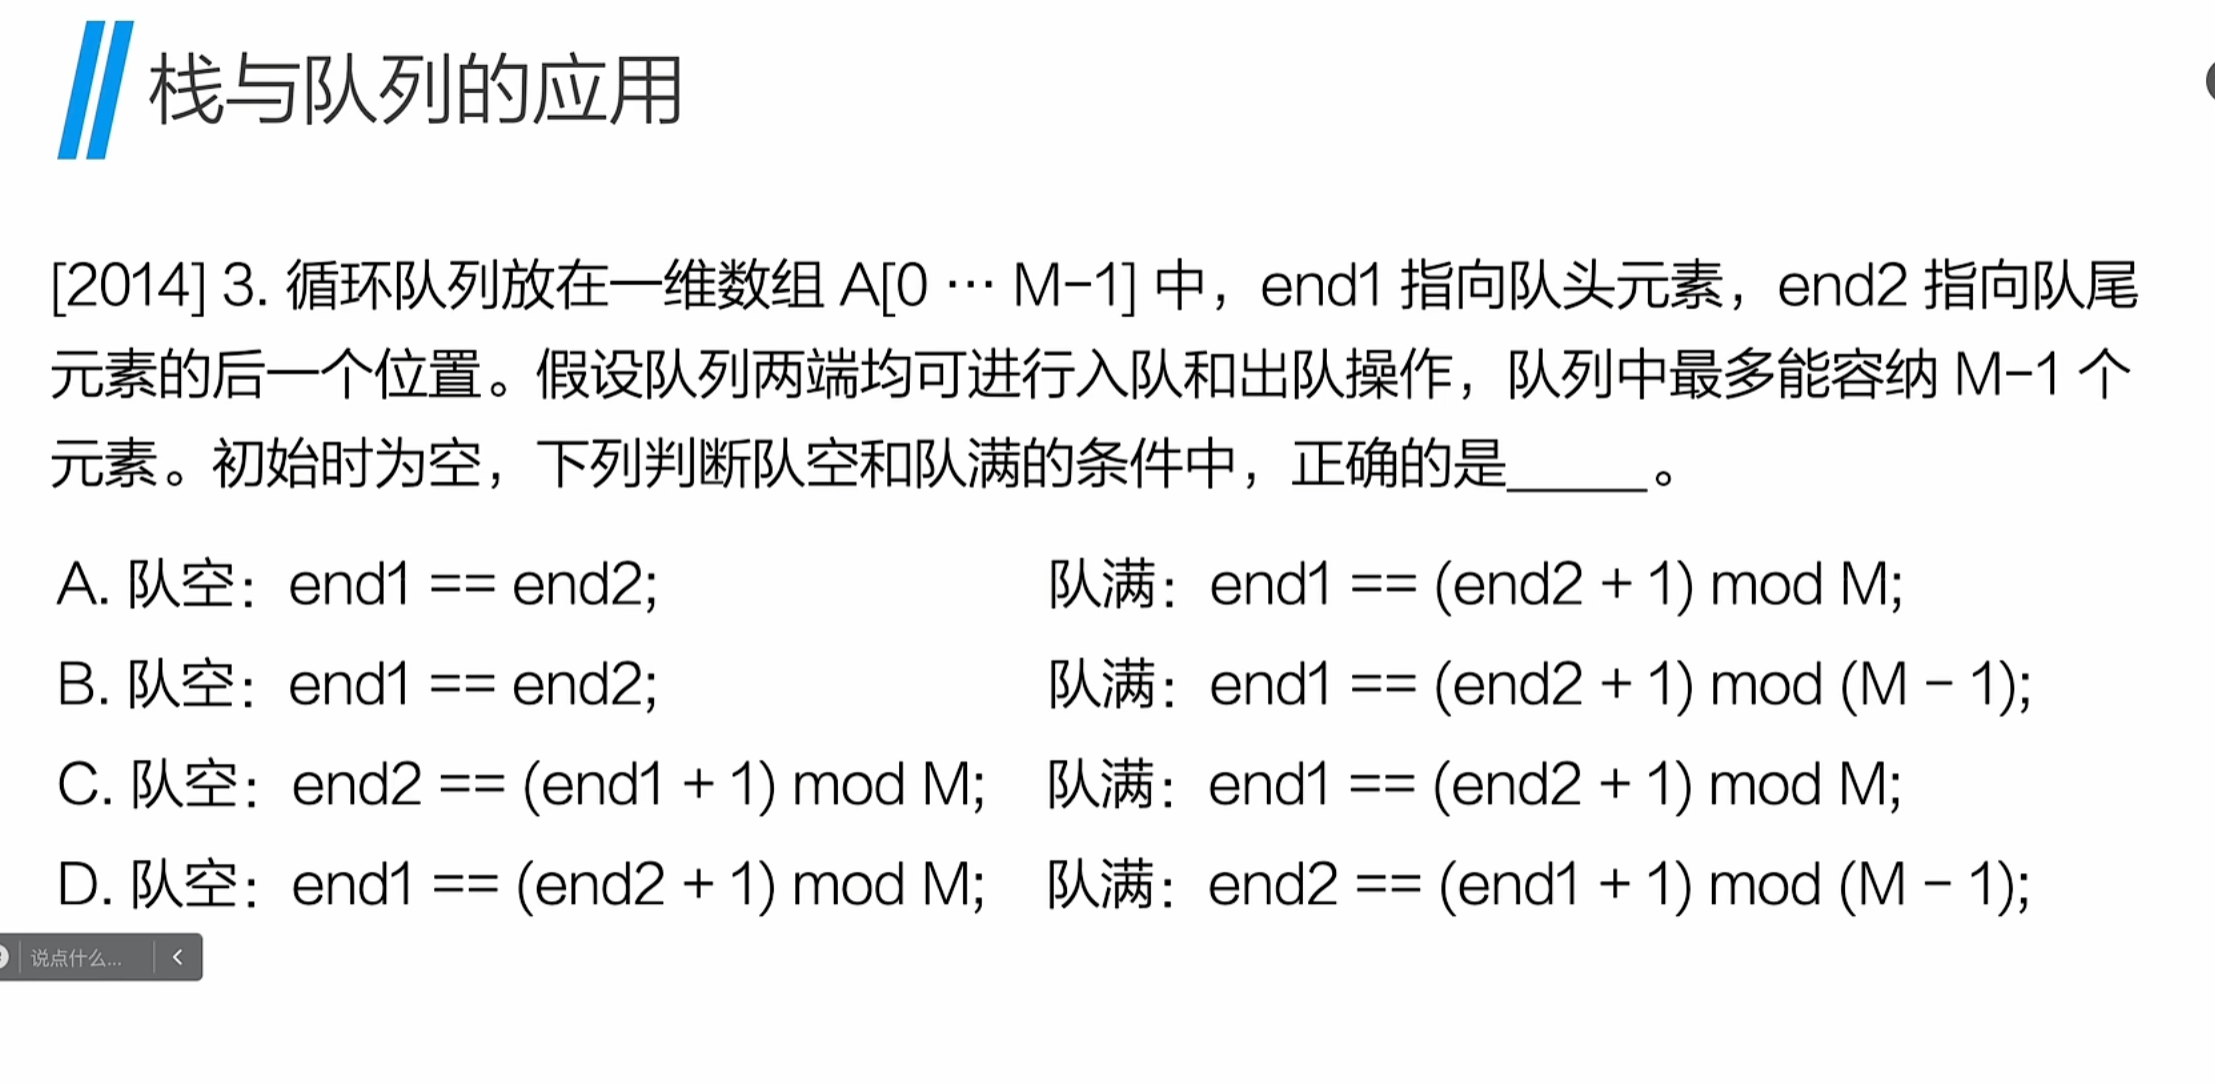 栈与队列的应用
[2014] 3. 循环队列放在一维数组 A[0 ⋯ M-1] 中，end1 指向队头元素，end2 指向队尾
元素的后一个位置。假设队列两端均可进行入队和出队操作，队列中最多能容纳 M-1 个
元素。初始时为空，下列判断队空和队满的条件中，正确的是_____。
A. 队空：end1 == end2; 队满：end1 == (end2 + 1) mod M;
B. 队空：end1 == end2; 队满：end1 == (end2 + 1) mod (M - 1);
C. 队空：end2 == (end1 + 1) mod M; 队满：end1 == (end2 + 1) mod M;
D. 队空：end1 == (end2 + 1) mod M; 队满：end2 == (end1 + 1) mod (M - 1);
说点什么...